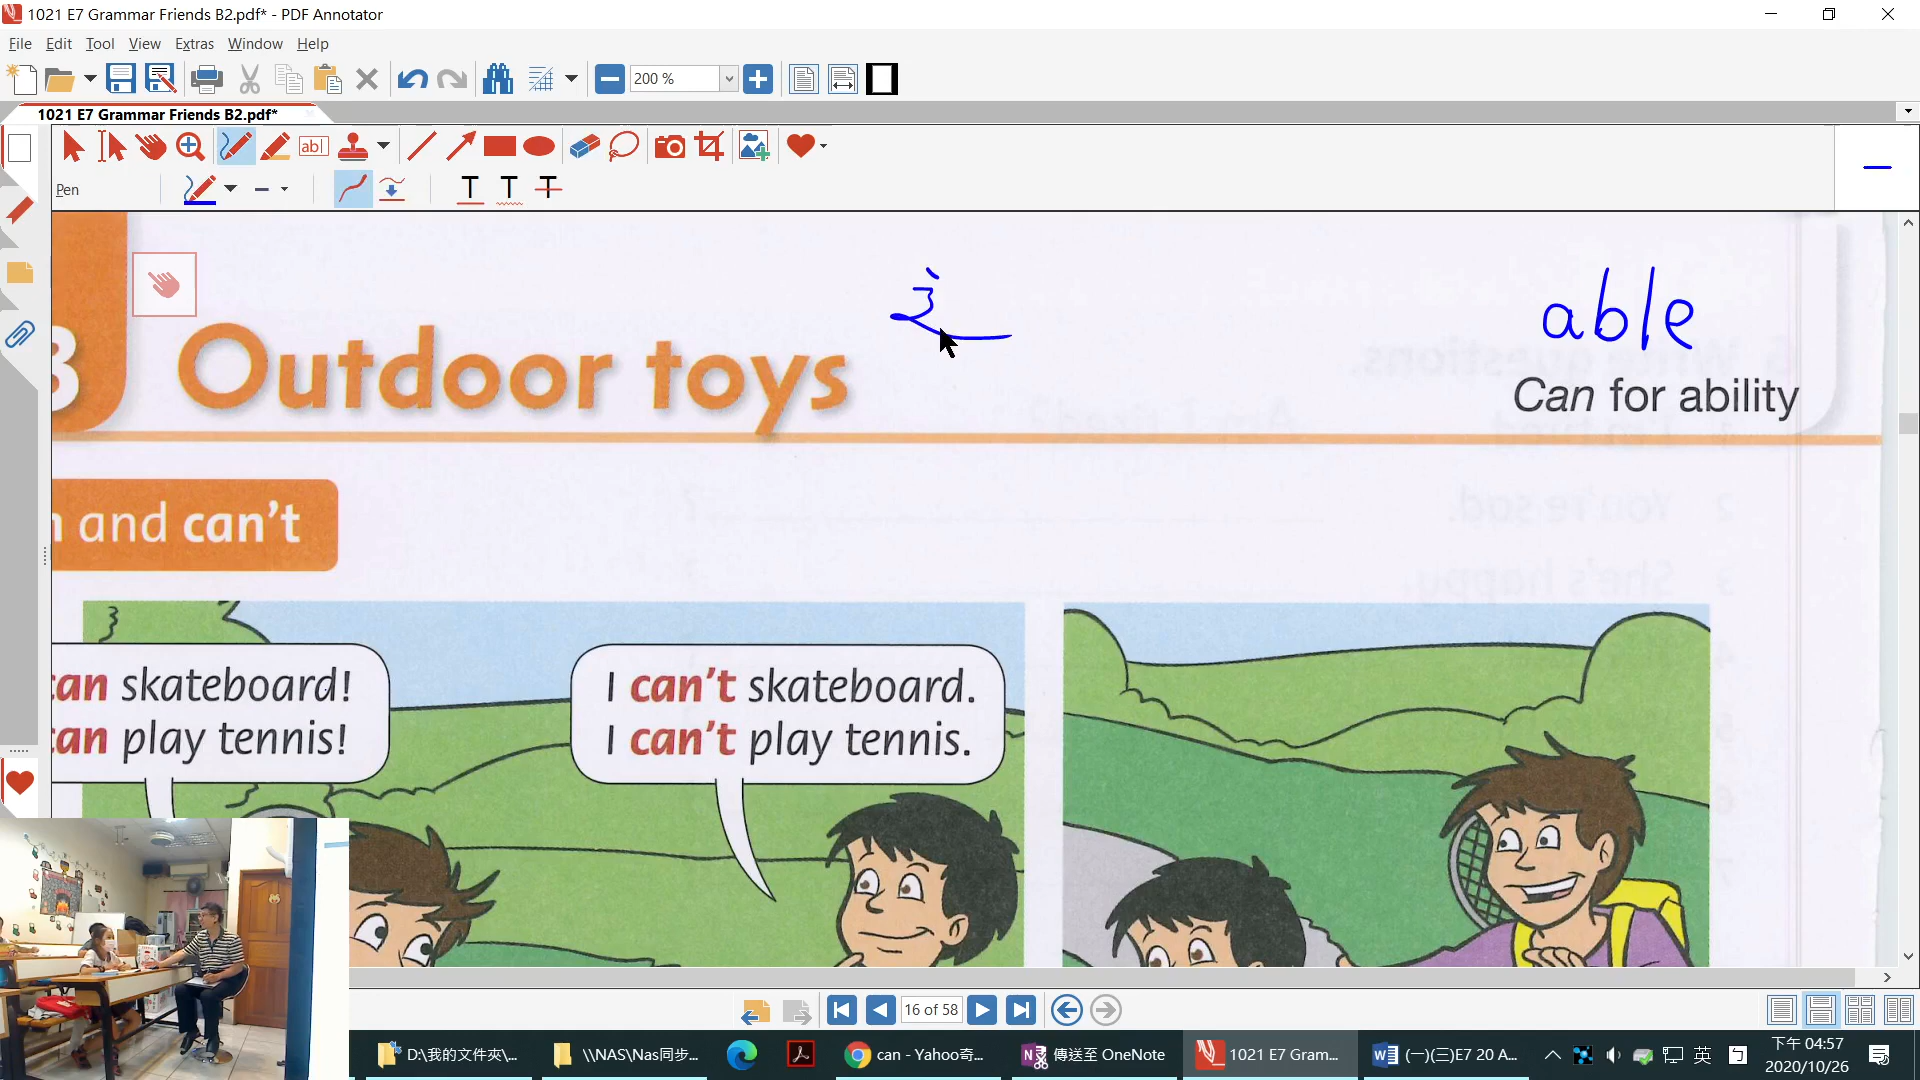 1021 E7 Grammar Friends B2.pdf* - PDF Annotator
File Edit Tool View Extras Window Help
200 %
1021 E7 Grammar Friends B2.pdf*
ab|
Pen
T T T
able
3 Outdoor toys
Can for ability
and can't
can skateboard!
can play tennis!
I can't skateboard.
I can't play tennis.
16 of 58
D:\我的文件夾\...
\\NAS\Nas同步...
can - Yahoo奇...
傳送至 OneNote
1021 E7 Gram...
(一)(三)E7 20 A...
英
下午 04:57
2020/10/26